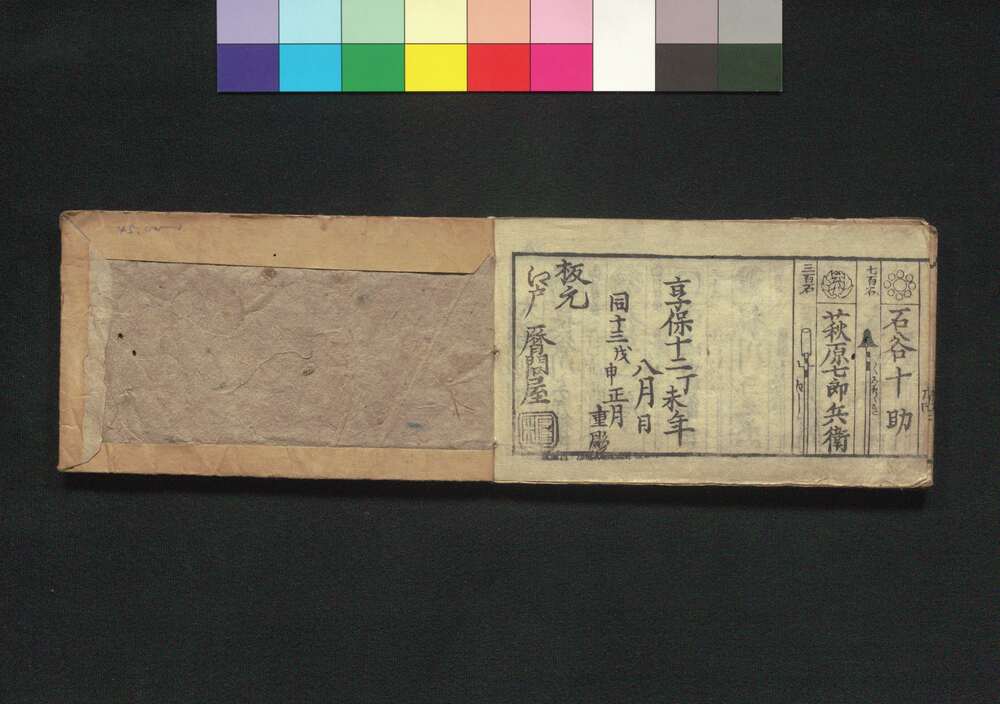 七百石
石谷十助
三百石
萩原七郎兵衛
享保十二丁未年
八月日
同十三戊申正月
重彫
板元
江戸
暦問屋